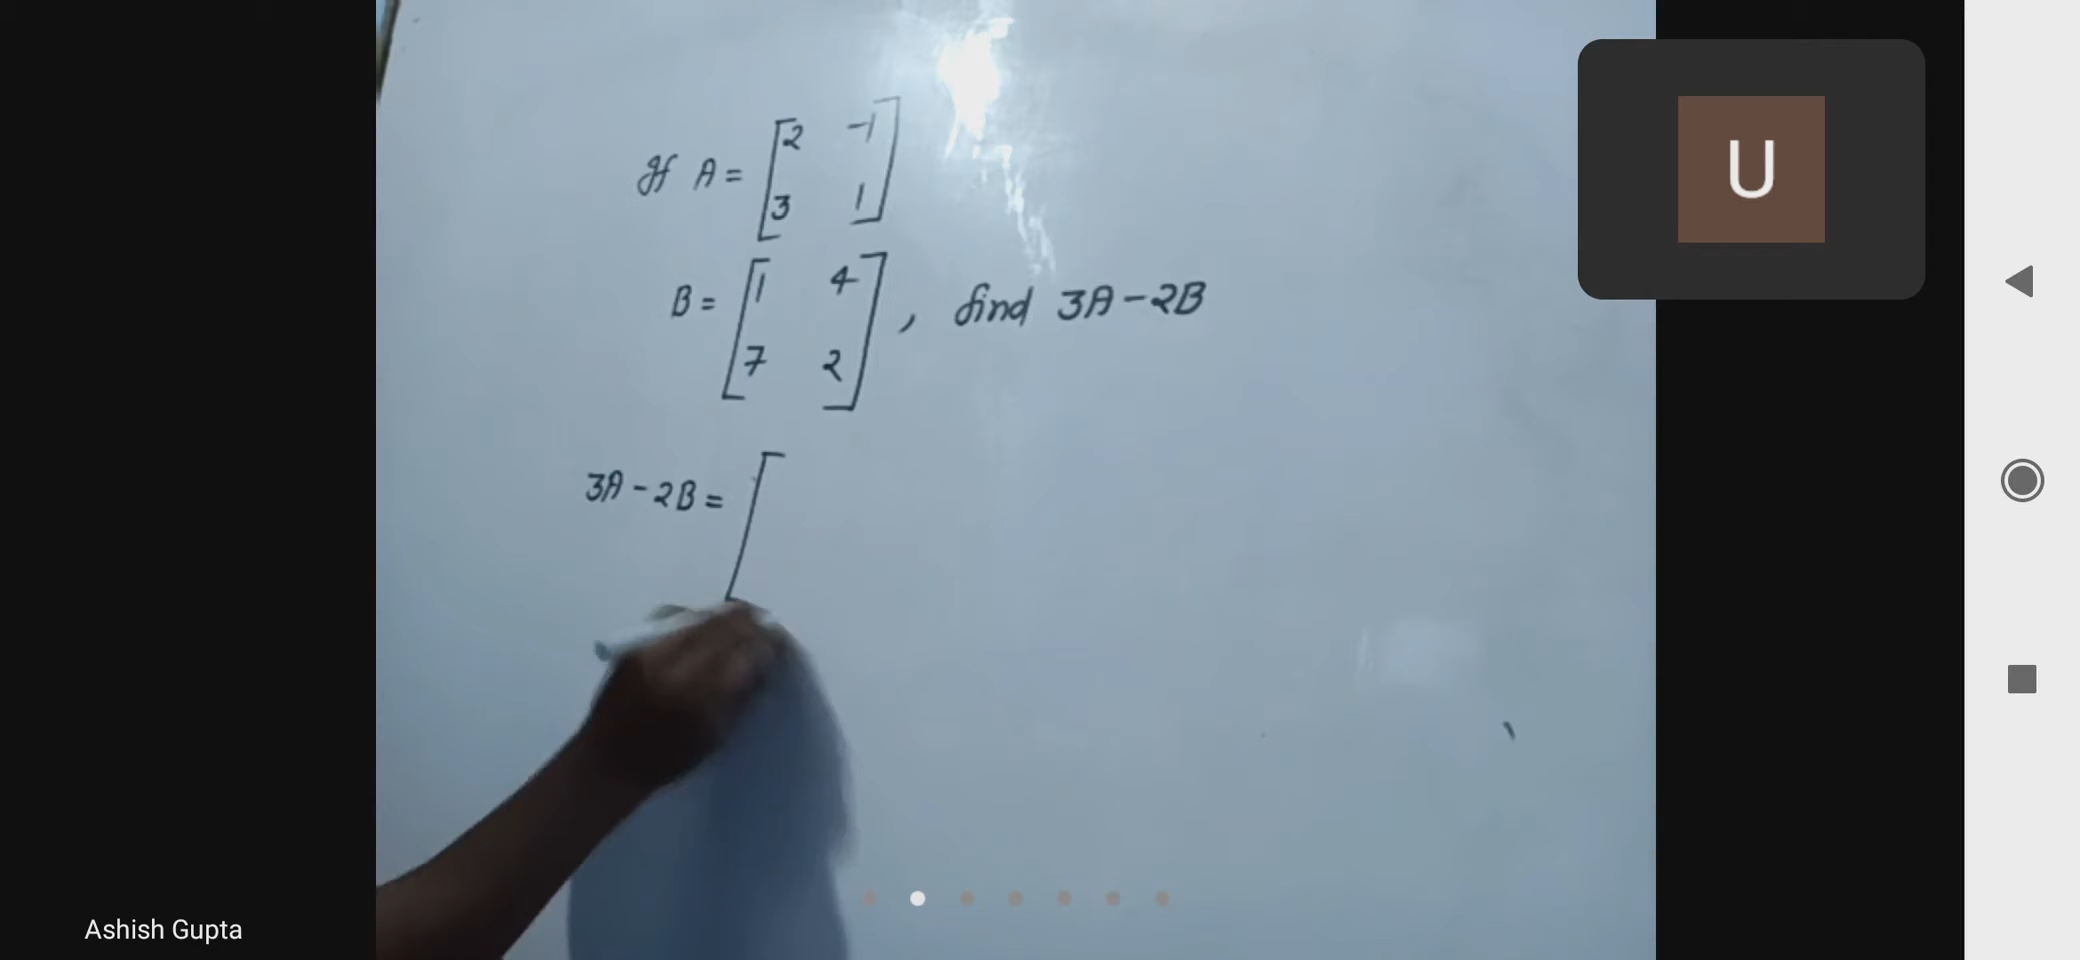 If A = [2 -1
3 1]
B = [1 4
7 2] , find 3A - 2B
3A - 2B = [
U
Ashish Gupta